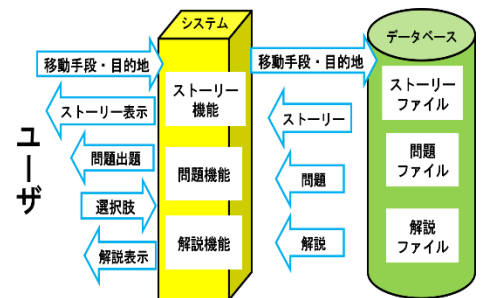 システム
データベース
移動手段・目的地
移動手段・目的地
ストーリー
機能
ストーリー
ファイル
ストーリー表示
ストーリー
ユーザ
問題出題
問題機能
問題
問題
ファイル
選択肢
解説機能
解説
解説
ファイル
解説表示